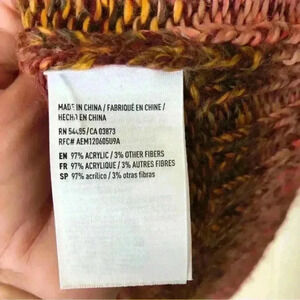 MADE IN CHINA / FABRIQUÉ EN CHINE /
HECHO EN CHINA
RN 54495/CA 03873
RFC# AEM120605U9A
EN 97% ACRYLIC / 3% OTHER FIBERS
FR 97% ACRYLIQUE / 3% AUTRES FIBRES
SP 97% acrílico / 3% otras fibras